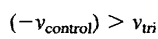 (-v_control) > v_tri